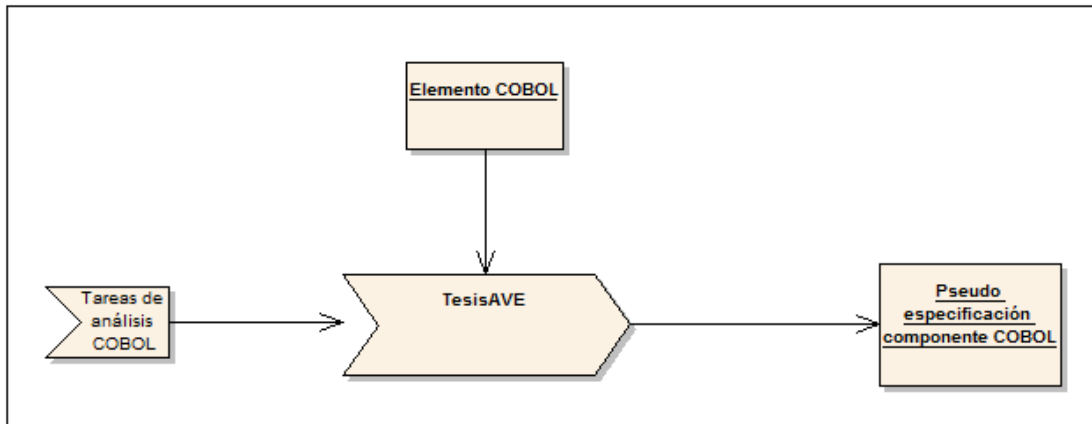 Elemento COBOL
TesisAVE
Tareas de
análisis
COBOL
Pseudo
especificación
componente COBOL